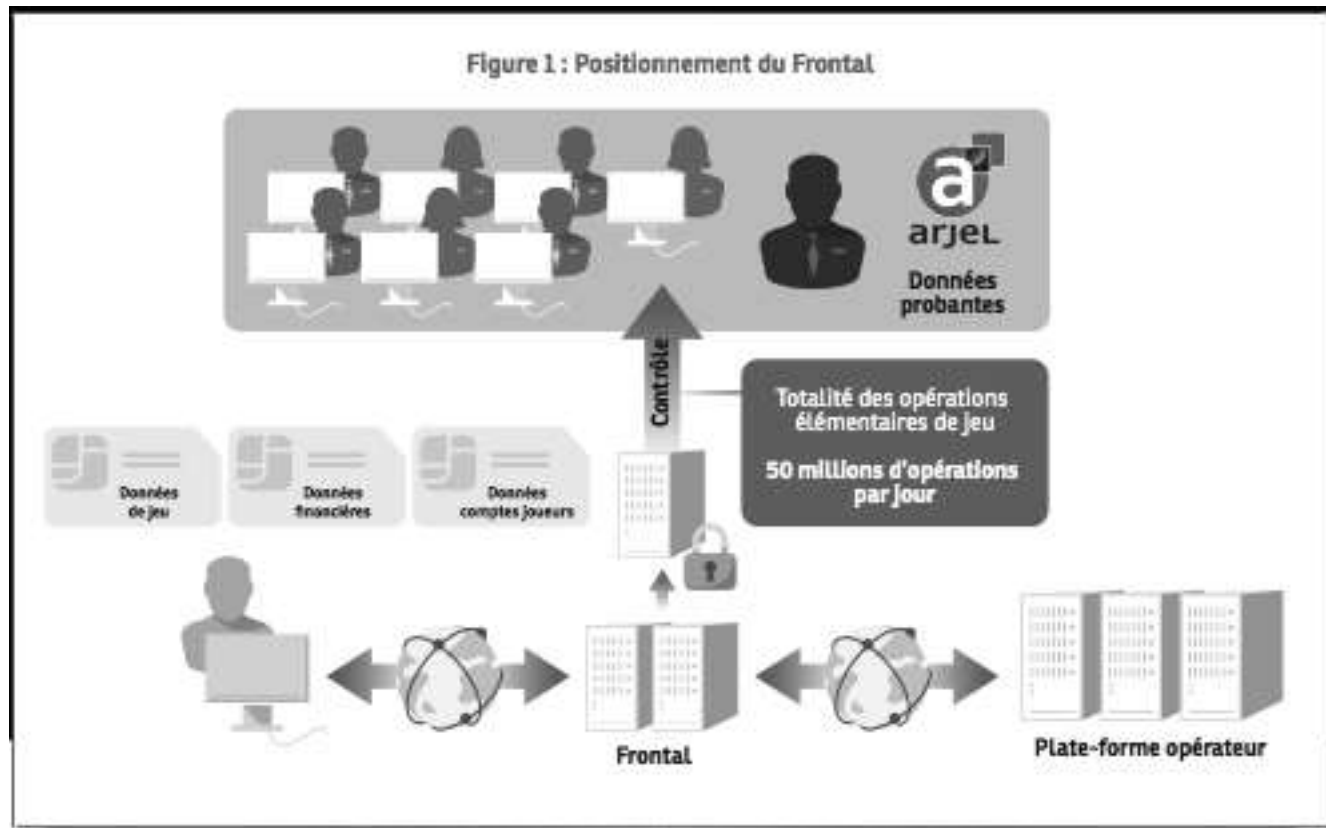 Figure 1 : Positionnement du Frontal
a
arjel
Données
probantes
Contrôle
Totalité des opérations
élémentaires de jeu
50 millions d'opérations
par jour
Données
de jeu
Données
financières
Données
comptes joueurs
Frontal
Plate-forme opérateur